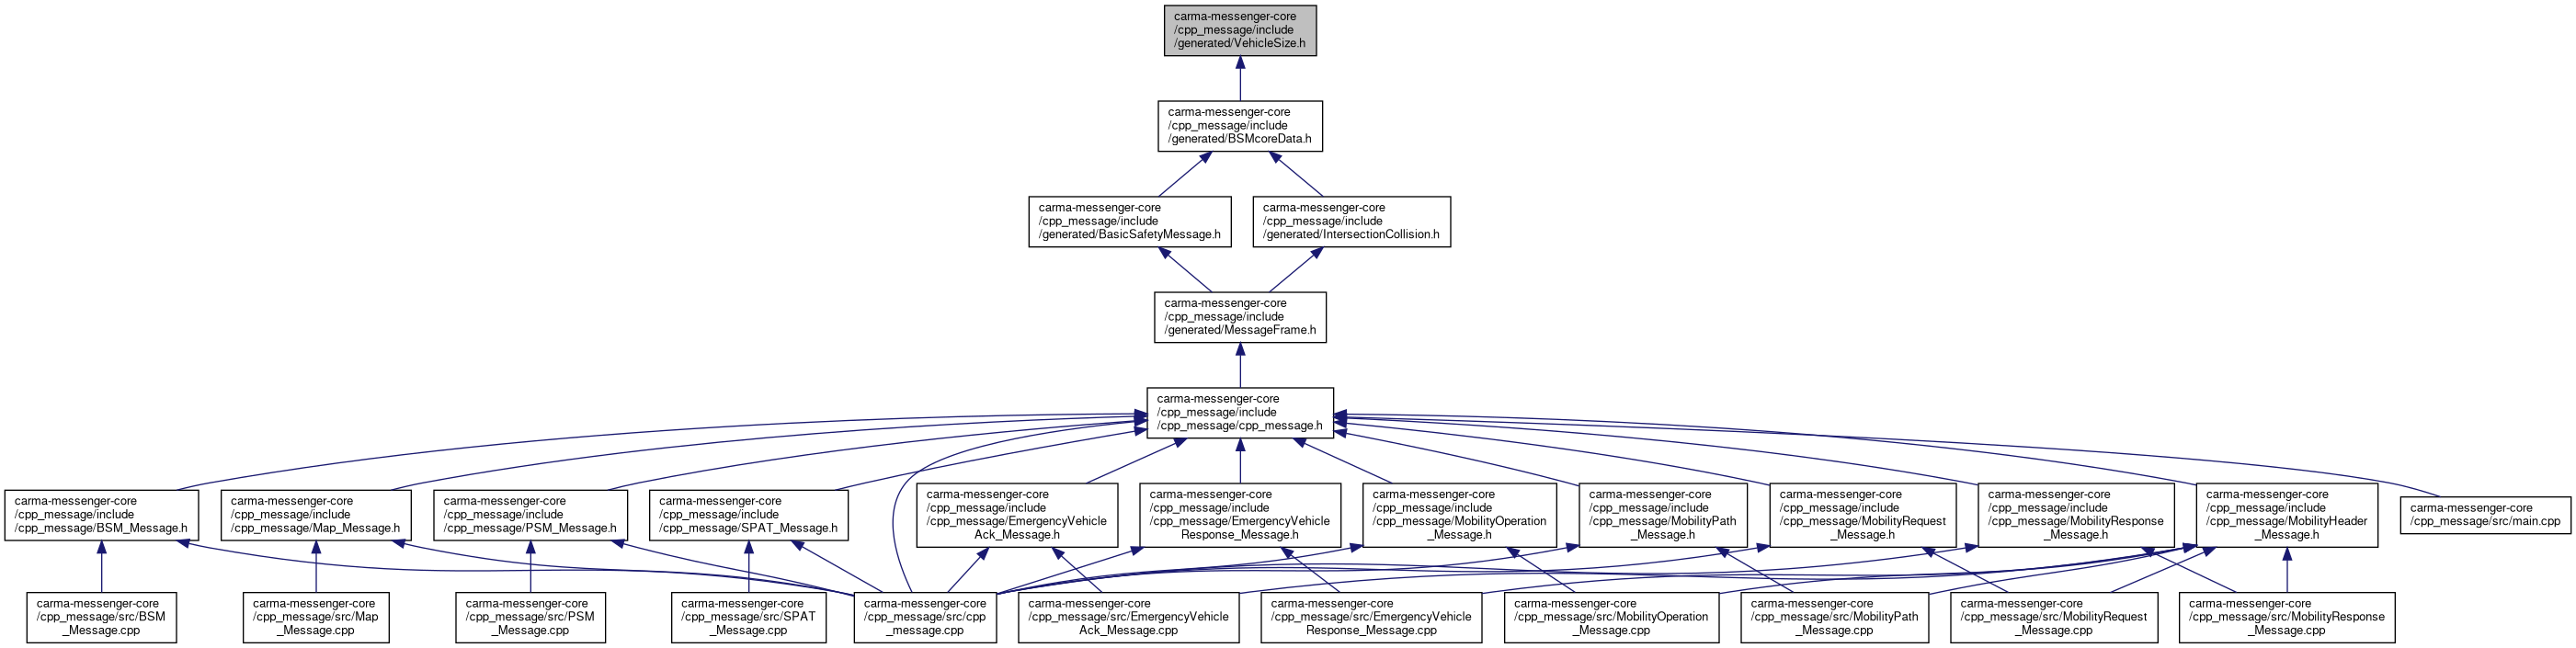 carma-messenger-core
/cpp_message/include
/generated/VehicleSize.h
carma-messenger-core
/cpp_message/include
/generated/BSMcoreData.h
carma-messenger-core
/cpp_message/include
/generated/BasicSafetyMessage.h
carma-messenger-core
/cpp_message/include
/generated/IntersectionCollision.h
carma-messenger-core
/cpp_message/include
/generated/MessageFrame.h
carma-messenger-core
/cpp_message/include
/cpp_message/cpp_message.h
carma-messenger-core
/cpp_message/include
/cpp_message/BSM_Message.h
carma-messenger-core
/cpp_message/include
/cpp_message/Map_Message.h
carma-messenger-core
/cpp_message/include
/cpp_message/PSM_Message.h
carma-messenger-core
/cpp_message/include
/cpp_message/SPAT_Message.h
carma-messenger-core
/cpp_message/include
/cpp_message/EmergencyVehicle
Ack_Message.h
carma-messenger-core
/cpp_message/include
/cpp_message/EmergencyVehicle
Response_Message.h
carma-messenger-core
/cpp_message/include
/cpp_message/MobilityOperation
_Message.h
carma-messenger-core
/cpp_message/include
/cpp_message/MobilityPath
_Message.h
carma-messenger-core
/cpp_message/include
/cpp_message/MobilityRequest
_Message.h
carma-messenger-core
/cpp_message/include
/cpp_message/MobilityResponse
_Message.h
carma-messenger-core
/cpp_message/include
/cpp_message/MobilityHeader
_Message.h
carma-messenger-core
/cpp_message/src/main.cpp
carma-messenger-core
/cpp_message/src/BSM
_Message.cpp
carma-messenger-core
/cpp_message/src/Map
_Message.cpp
carma-messenger-core
/cpp_message/src/PSM
_Message.cpp
carma-messenger-core
/cpp_message/src/SPAT
_Message.cpp
carma-messenger-core
/cpp_message/src/cpp
_message.cpp
carma-messenger-core
/cpp_message/src/EmergencyVehicle
Ack_Message.cpp
carma-messenger-core
/cpp_message/src/EmergencyVehicle
Response_Message.cpp
carma-messenger-core
/cpp_message/src/MobilityOperation
_Message.cpp
carma-messenger-core
/cpp_message/src/MobilityPath
_Message.cpp
carma-messenger-core
/cpp_message/src/MobilityRequest
_Message.cpp
carma-messenger-core
/cpp_message/src/MobilityResponse
_Message.cpp